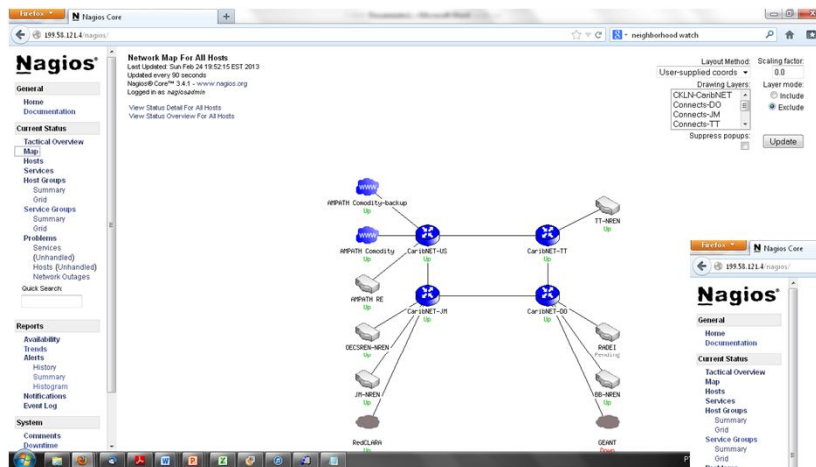 Firefox
Nagios Core
199.58.121.4/nagios/
neighborhood watch
Nagios®
General
Home
Documentation
Current Status
Tactical Overview
Map
Hosts
Services
Host Groups
Summary
Grid
Service Groups
Summary
Grid
Problems
Services
(Unhandled)
Hosts (Unhandled)
Network Outages
Quick Search:
Reports
Availability
Trends
Alerts
History
Summary
Histogram
Notifications
Event Log
System
Comments
Downtime
Network Map For All Hosts
Last Updated: Sun Feb 24 19:52:15 EST 2013
Updated every 90 seconds
Nagios® Core™ 3.4.1 - www.nagios.org
Logged in as nagiosadmin
View Status Detail For All Hosts
View Status Overview For All Hosts
Layout Method:
User-supplied coords
Scaling factor:
0.0
Drawing Layers:
CKLN-CaribNET
Connects-DO
Connects-JM
Connects-TT
Layer mode:
Include
Exclude
Suppress popups:
Update
www
AMPATH Comodity-backup
Up
www
AMPATH Comodity
Up
CaribNET-US
Up
CaribNET-TT
Up
TT-NREN
Up
AMPATH RE
Up
CaribNET-JM
Up
CaribNET-DO
Up
OECSREN-NREN
Up
RADEI
Pending
JM-NREN
Up
BB-NREN
Up
RedCLARA
Up
GEANT
Down
Firefox
Nagios Core
199.58.121.4/nagios/
Nagios®
General
Home
Documentation
Current Status
Tactical Overview
Map
Hosts
Services
Host Groups
Summary
Grid
Service Groups
Summary
Grid